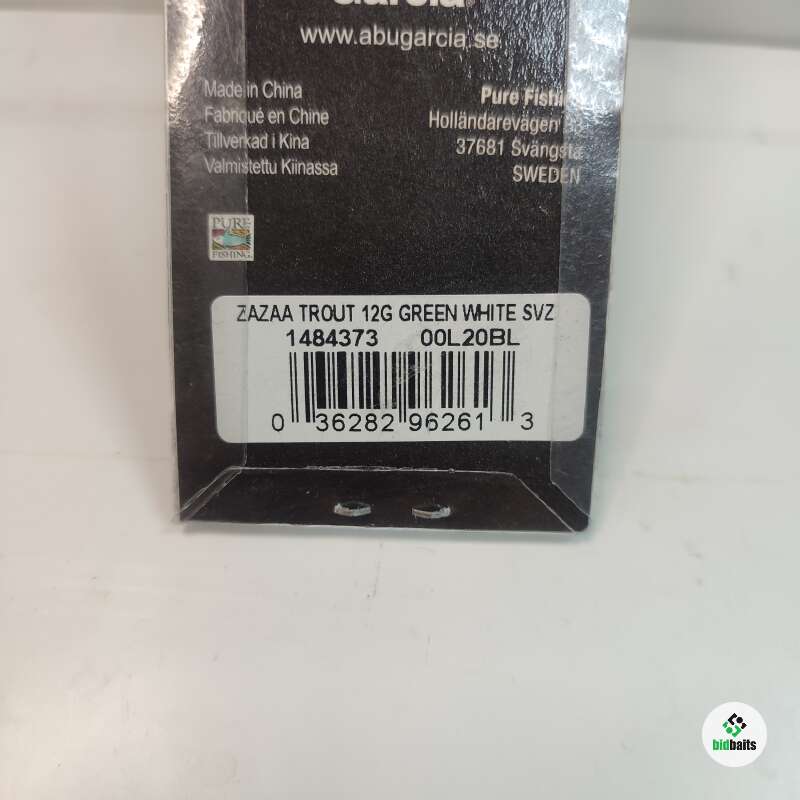 Garcia®
www.abugarcia.se
Made in China
Fabriqué en Chine
Tillverkad i Kina
Valmistettu Kiinassa
Pure
Holländarevägen
37681 Svängsta
SWEDEN
PURE
FISHING
ZAZAA TROUT 12G GREEN WHITE SVZ
1484373 00L20BL
0 36282 96261 3
bidbaits